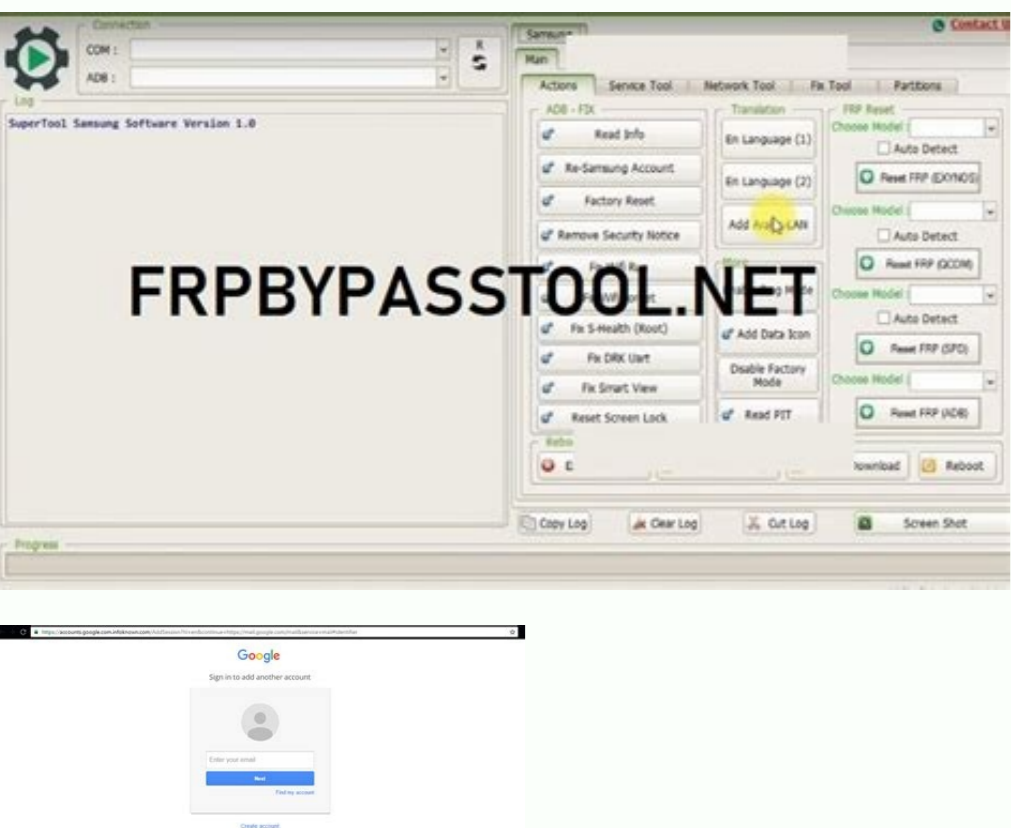 Connection
Contact U
COM :
R
Samsung
Main
ADB :
Actions
Service Tool
Network Tool
Fix Tool
Partitions
Log
SuperTool Samsung Software Version 1.0
ADB - FIX
Translation
FRP Reset
Read Info
En Language (1)
Choose Model :
Auto Detect
Re-Samsung Account
En Language (2)
Reset FRP (EXYNOS)
Factory Reset
Add LAN
Choose Model :
Remove Security Notice
Auto Detect
More
Reset FRP (QCOM)
FRPBYPASSTOOL.NET
Mode
Choose Model :
Fix S-Health (Root)
Add Data Icon
Auto Detect
Fix DRK Uart
Disable Factory Mode
Reset FRP (SPD)
Fix Smart View
Choose Model :
Reset Screen Lock
Read PIT
Reset FRP (ADB)
Rebo
ownload
Reboot
Copy Log
Clear Log
Cut Log
Screen Shot
Progress
Google
Sign in to add another account
Enter your email
Next
Find my account
Create account